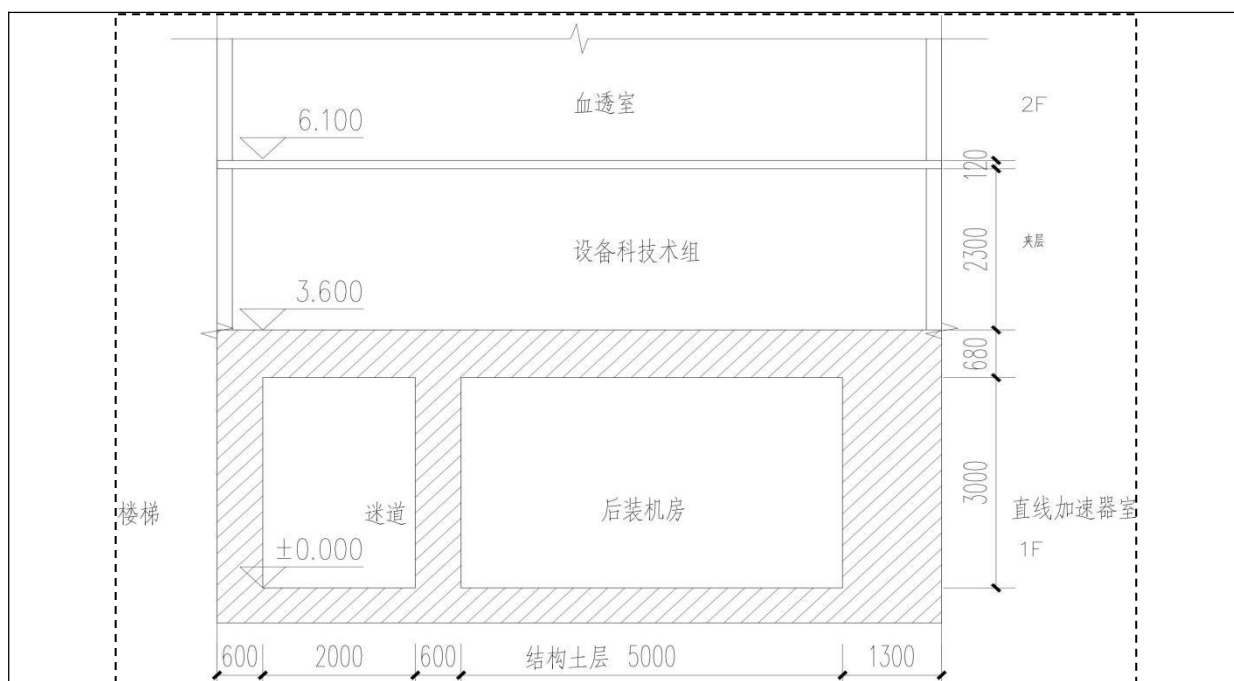 血透室
2F
6.100
120
设备科技术组
2300
夹层
3.600
680
楼梯
迷道
后装机房
3000
直线加速器室
±0.000
1F
600
2000
600
结构土层
5000
1300